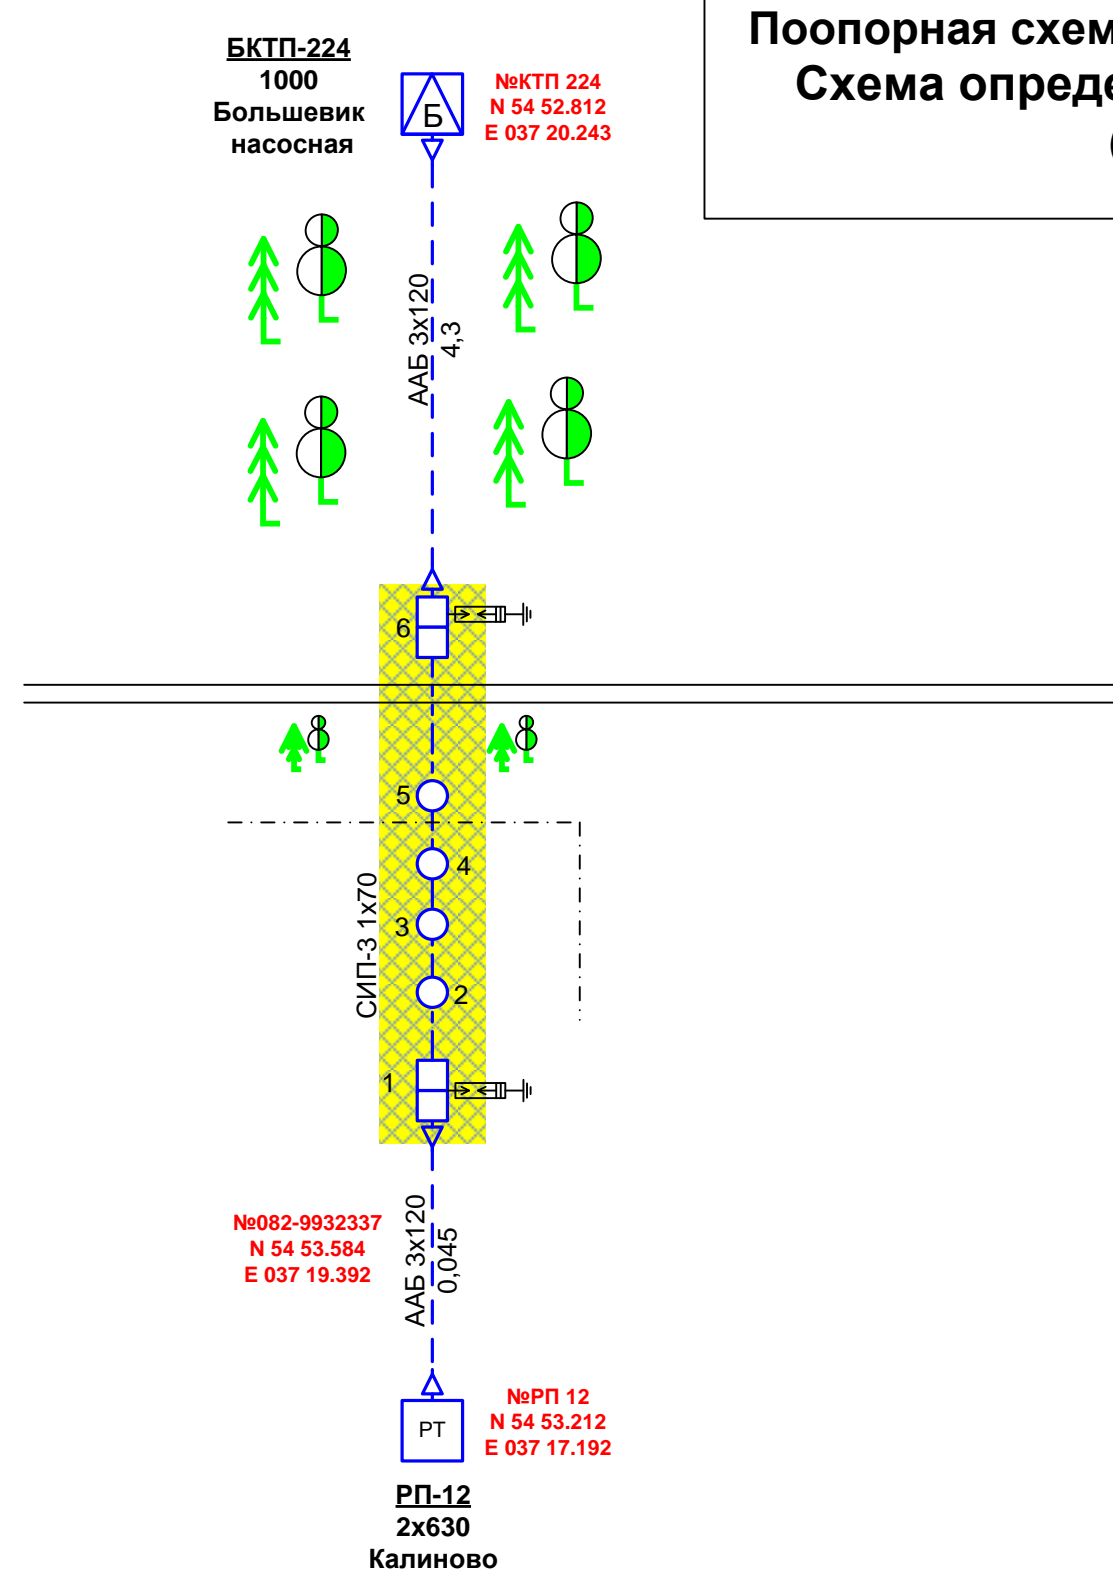 Поопорная схем
Схема опреде
(
БКТП-224
1000
Большевик
насосная
Б
№КТП 224
N 54 52.812
E 037 20.243
ААБ 3х120
4,3
6
5
4
3
2
1
СИП-3 1х70
№082-9932337
N 54 53.584
E 037 19.392
ААБ 3х120
0,045
РТ
№РП 12
N 54 53.212
E 037 17.192
РП-12
2х630
Калиново